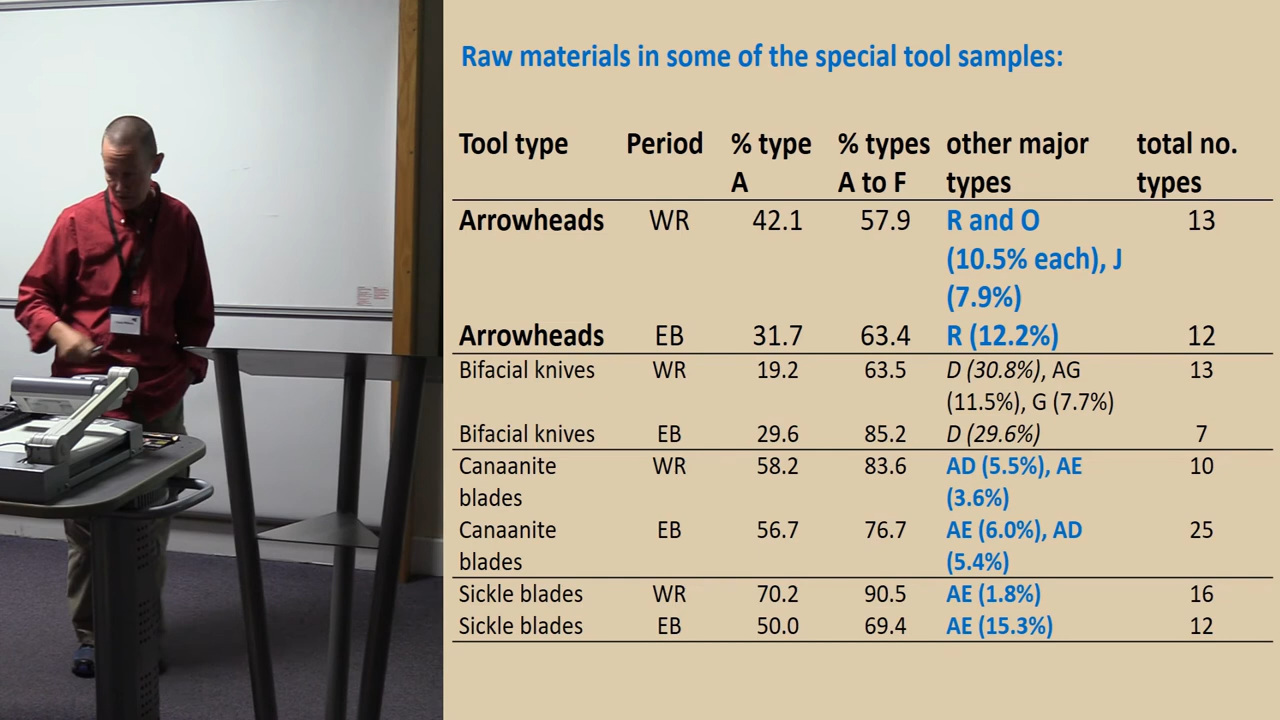 Raw materials in some of the special tool samples:
Tool type Period % type % types other major total no.
A A to F types types
Arrowheads WR 42.1 57.9 R and O 13
(10.5% each), J
(7.9%)
Arrowheads EB 31.7 63.4 R (12.2%) 12
Bifacial knives WR 19.2 63.5 D (30.8%), AG 13
(11.5%), G (7.7%)
Bifacial knives EB 29.6 85.2 D (29.6%) 7
Canaanite WR 58.2 83.6 AD (5.5%), AE 10
blades (3.6%)
Canaanite EB 56.7 76.7 AE (6.0%), AD 25
blades (5.4%)
Sickle blades WR 70.2 90.5 AE (1.8%) 16
Sickle blades EB 50.0 69.4 AE (15.3%) 12